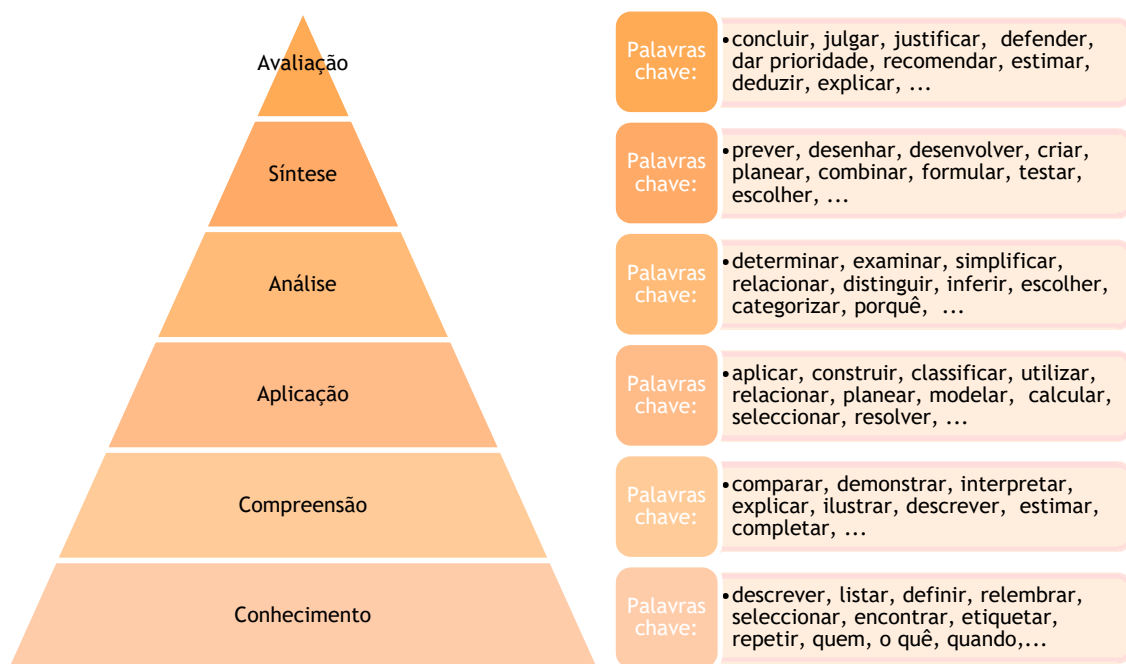 Avaliação
Palavras
chave:
•concluir, julgar, justificar, defender,
dar prioridade, recomendar, estimar,
deduzir, explicar, ...
Síntese
Palavras
chave:
•prever, desenhar, desenvolver, criar,
planear, combinar, formular, testar,
escolher, ...
Análise
Palavras
chave:
•determinar, examinar, simplificar,
relacionar, distinguir, inferir, escolher,
categorizar, porquê, ...
Aplicação
Palavras
chave:
•aplicar, construir, classificar, utilizar,
relacionar, planear, modelar, calcular,
seleccionar, resolver, ...
Compreensão
Palavras
chave:
•comparar, demonstrar, interpretar,
explicar, ilustrar, descrever, estimar,
completar, ...
Conhecimento
Palavras
chave:
•descrever, listar, definir, relembrar,
seleccionar, encontrar, etiquetar,
repetir, quem, o quê, quando,...